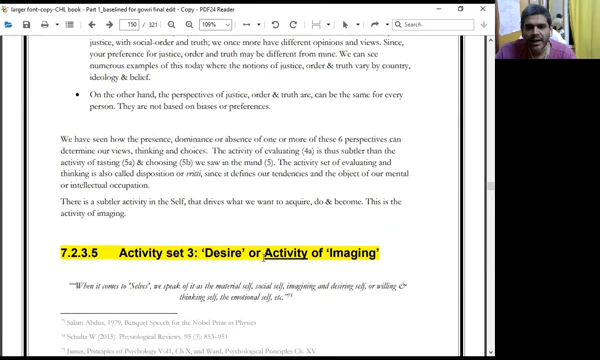 larger font-copy-CHL book - Part 1_baselined for gowri final edit - Copy - PDF24 Reader
150 / 321
109%
Search
justice, with social-order and truth; we once more have different opinions and views. Since,
your preference for justice, order and truth may be different from mine. We can see
numerous examples of this today where the notions of justice, order & truth vary by country,
ideology & belief.
• On the other hand, the perspectives of justice, order & truth are, can be the same for every
person. They are not based on biases or preferences.
We have seen how the presence, dominance or absence of one or more of these 6 perspectives can
determine our views, thinking and choices. The activity of evaluating (4a) is thus subtler than the
activity of tasting (5a) & choosing (5b) we saw in the mind (5). The activity set of evaluating and
thinking is also called disposition or vritti, since it defines our tendencies and the object of our mental
or intellectual occupation.
There is a subtler activity in the Self, that drives what we want to acquire, do & become. This is the
activity of imaging.
7.2.3.5 Activity set 3: ‘Desire’ or Activity of ‘Imaging’
“"When it comes to 'Selves', we speak of it as the material self, social self, imagining and desiring self, or willing &
thinking self, the emotional self, etc."⁷⁹
⁷⁷ Salam Abdus, 1979, Banquet Speech for the Nobel Prize in Physics
⁷⁸ Schultz W (2015) Physiological Reviews. 95 (3) 853–951
⁷⁹ James, Principles of Psychology Vol1, Ch X, and Ward, Psychological Principles Ch. XV